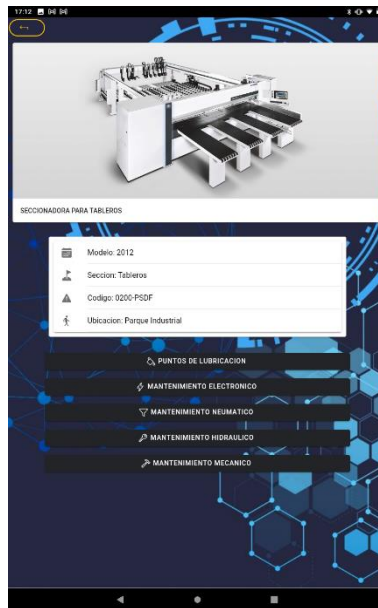 17:12
SECCIONADORA PARA TABLEROS
Modelo: 2012
Seccion: Tableros
Codigo: 0200-PSDF
Ubicacion: Parque Industrial
PUNTOS DE LUBRICACION
MANTENIMIENTO ELECTRONICO
MANTENIMIENTO NEUMATICO
MANTENIMIENTO HIDRAULICO
MANTENIMIENTO MECANICO